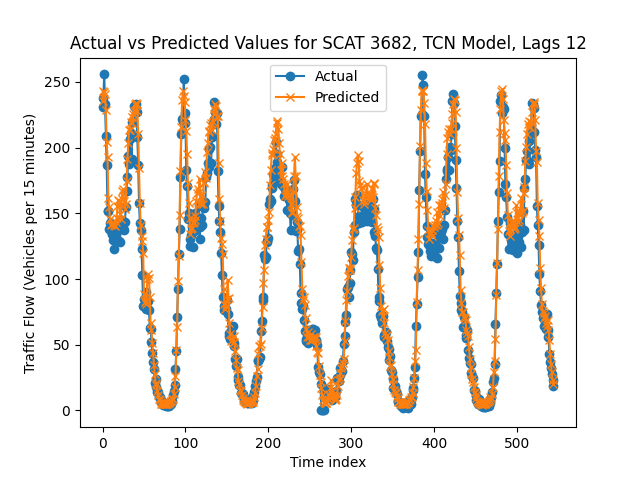 Actual vs Predicted Values for SCAT 3682, TCN Model, Lags 12
Actual
Predicted
Traffic Flow (Vehicles per 15 minutes)
250
200
150
100
50
0
0 100 200 300 400 500
Time index